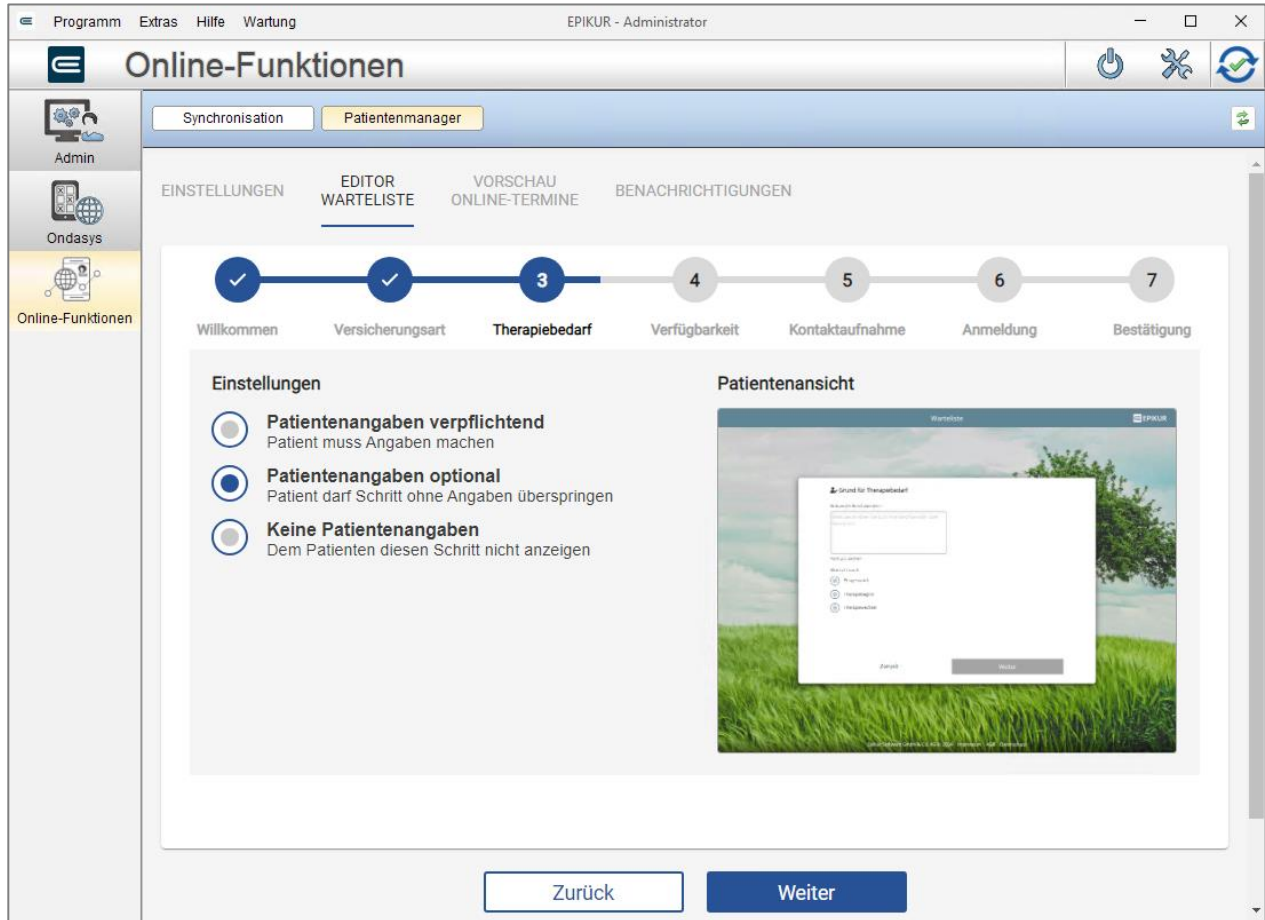 Programm Extras Hilfe Wartung
EPIKUR - Administrator
Online-Funktionen
Admin
Ondasys
Online-Funktionen
Synchronisation
Patientenmanager
EINSTELLUNGEN
EDITOR
WARTELISTE
VORSCHAU
ONLINE-TERMINE
BENACHRICHTIGUNGEN
3
4
5
6
7
Willkommen
Versicherungsart
Therapiebedarf
Verfügbarkeit
Kontaktaufnahme
Anmeldung
Bestätigung
Einstellungen
Patientenangaben verpflichtend
Patient muss Angaben machen
Patientenangaben optional
Patient darf Schritt ohne Angaben überspringen
Keine Patientenangaben
Dem Patienten diesen Schritt nicht anzeigen
Patientenansicht
Warteliste
EPIKUR
Grund für Therapiebedarf
Zurück
Weiter
Zurück
Weiter